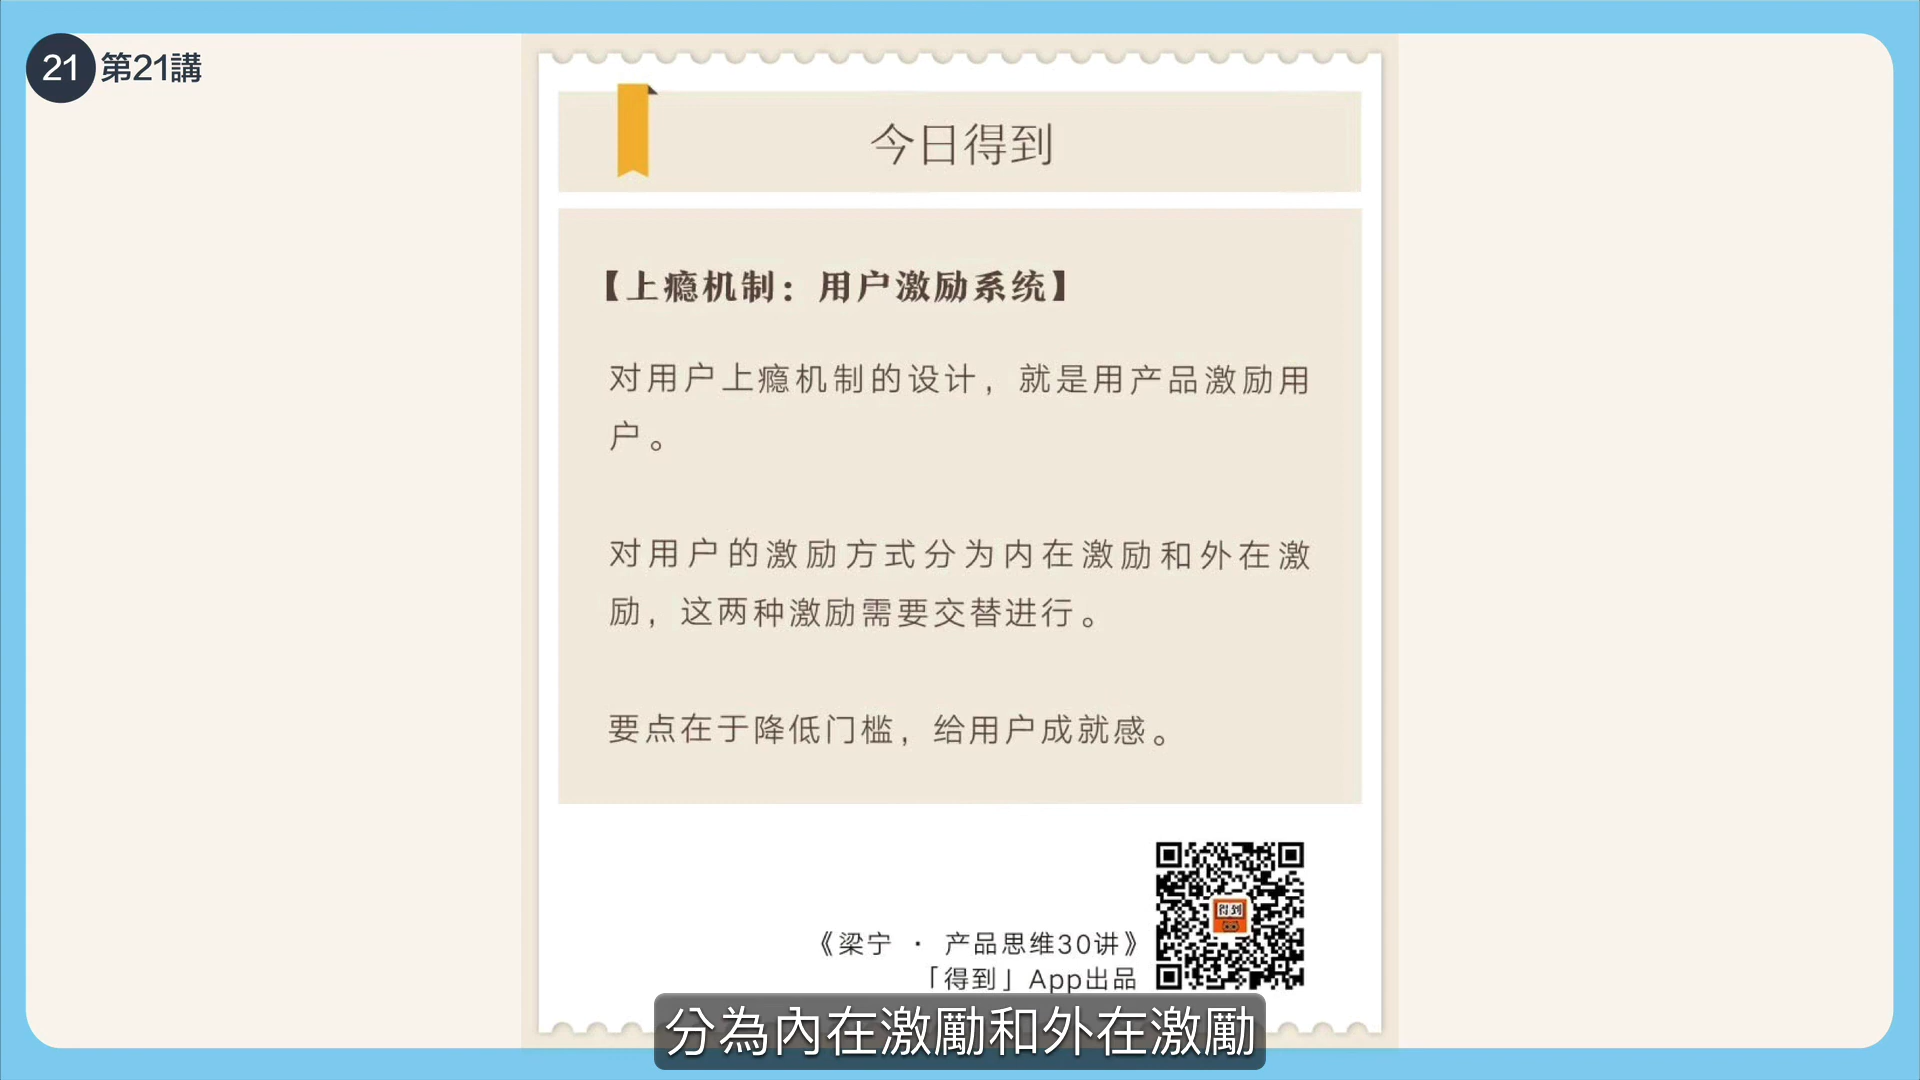 21 第21講
今日得到
【上瘾机制：用户激励系统】
对用户上瘾机制的设计，就是用产品激励用
户。
对用户的激励方式分为内在激励和外在激
励，这两种激励需要交替进行。
要点在于降低门槛，给用户成就感。
得到
《梁宁 · 产品思维30讲》
「得到」App出品
分為內在激勵和外在激勵